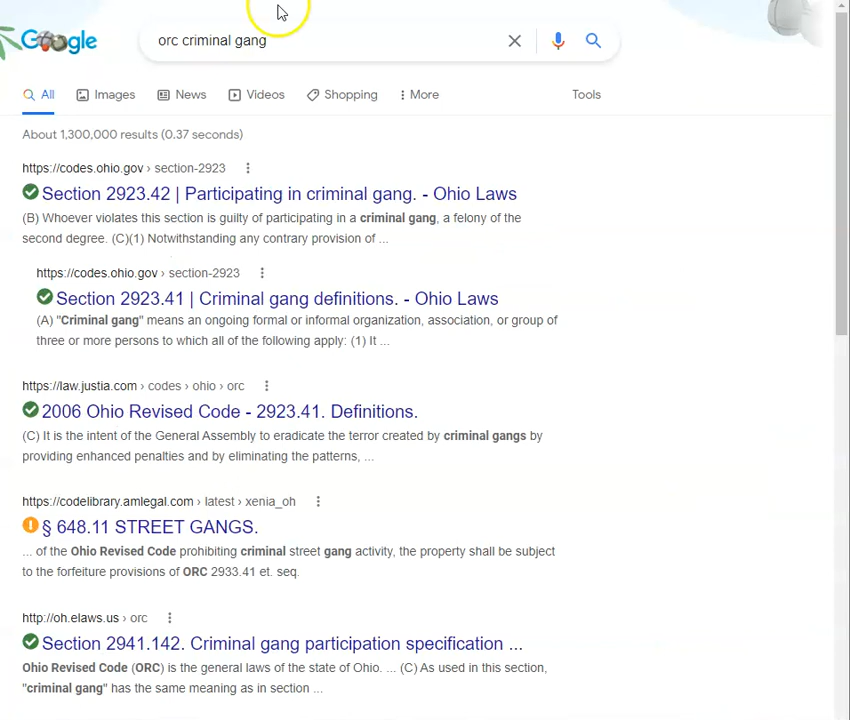 Google
orc criminal gang
All Images News Videos Shopping More Tools
About 1,300,000 results (0.37 seconds)
https://codes.ohio.gov › section-2923
Section 2923.42 | Participating in criminal gang. - Ohio Laws
(B) Whoever violates this section is guilty of participating in a criminal gang, a felony of the
second degree. (C)(1) Notwithstanding any contrary provision of ...
https://codes.ohio.gov › section-2923
Section 2923.41 | Criminal gang definitions. - Ohio Laws
(A) "Criminal gang" means an ongoing formal or informal organization, association, or group of
three or more persons to which all of the following apply: (1) It ...
https://law.justia.com › codes › ohio › orc
2006 Ohio Revised Code - 2923.41. Definitions.
(C) It is the intent of the General Assembly to eradicate the terror created by criminal gangs by
providing enhanced penalties and by eliminating the patterns, ...
https://codelibrary.amlegal.com › latest › xenia_oh
§ 648.11 STREET GANGS.
... of the Ohio Revised Code prohibiting criminal street gang activity, the property shall be subject
to the forfeiture provisions of ORC 2933.41 et. seq.
http://oh.elaws.us › orc
Section 2941.142. Criminal gang participation specification ...
Ohio Revised Code (ORC) is the general laws of the state of Ohio. ... (C) As used in this section,
"criminal gang" has the same meaning as in section ...